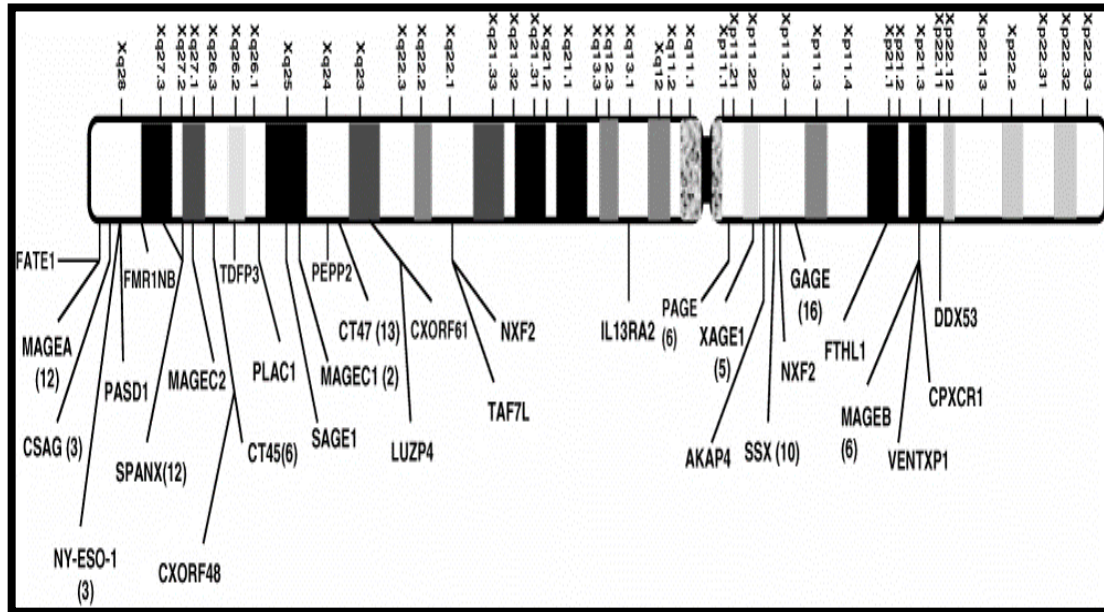 Xq28
Xq27.3
Xq27.2
Xq27.1
Xq26.3
Xq26.2
Xq26.1
Xq25
Xq24
Xq23
Xq22.3
Xq22.2
Xq22.1
Xq21.33
Xq21.32
Xq21.31
Xq21.2
Xq21.1
Xq13.3
Xq12.3
Xq13.1
Xq12
Xq11.2
Xq11.1
Xp11.1
Xp11.21
Xp11.22
Xp11.23
Xp11.3
Xp11.4
Xp21.1
Xp21.2
Xp21.3
Xp22.11
Xp22.12
Xp22.13
Xp22.2
Xp22.31
Xp22.32
Xp22.33
FATE1
MAGEA
(12)
CSAG (3)
NY-ESO-1
(3)
PASD1
FMR1NB
SPANX(12)
MAGEC2
CXORF48
TDFP3
CT45(6)
PLAC1
SAGE1
MAGEC1 (2)
PEPP2
CT47 (13)
LUZP4
CXORF61
NXF2
TAF7L
IL13RA2
PAGE
(6)
XAGE1
(5)
AKAP4
SSX (10)
NXF2
GAGE
(16)
FTHL1
MAGEB
(6)
VENTXP1
CPXCR1
DDX53